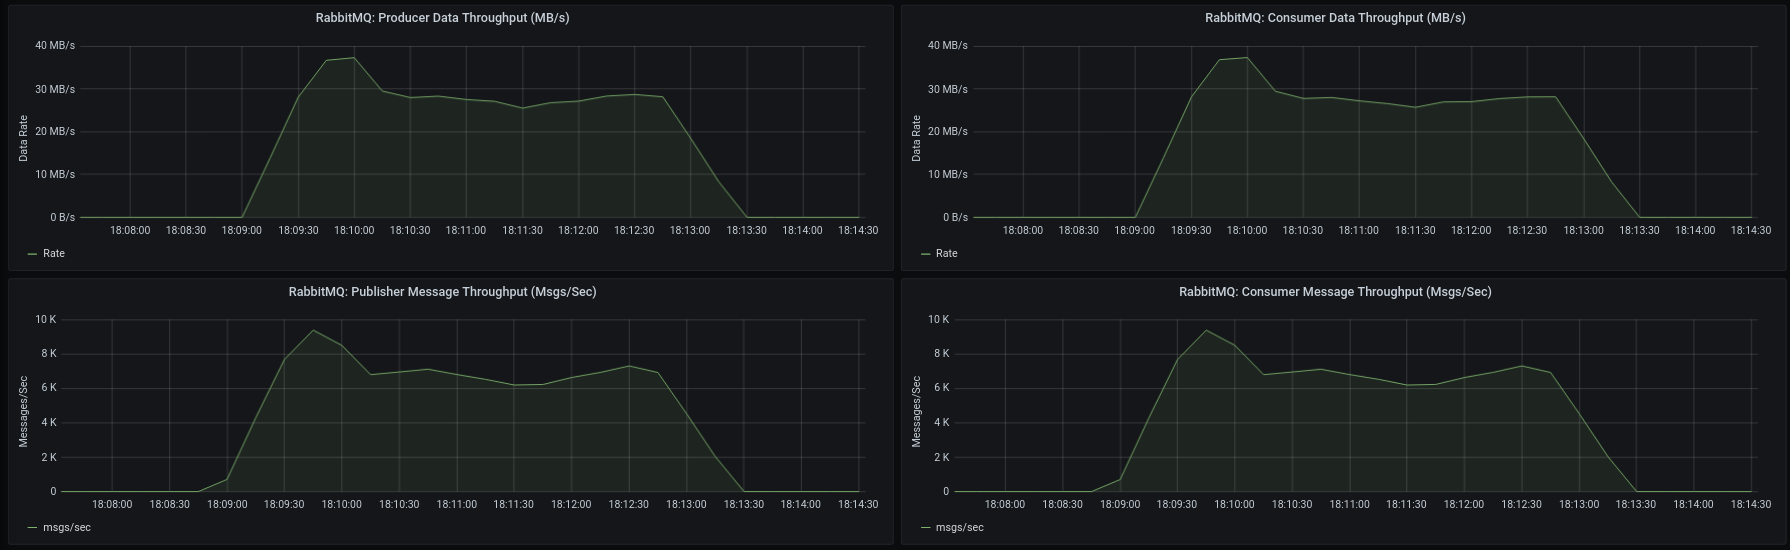 RabbitMQ: Producer Data Throughput (MB/s)
Data Rate
40 MB/s
30 MB/s
20 MB/s
10 MB/s
0 B/s
18:08:00 18:08:30 18:09:00 18:09:30 18:10:00 18:10:30 18:11:00 18:11:30 18:12:00 18:12:30 18:13:00 18:13:30 18:14:00 18:14:30
Rate
RabbitMQ: Consumer Data Throughput (MB/s)
Data Rate
40 MB/s
30 MB/s
20 MB/s
10 MB/s
0 B/s
18:08:00 18:08:30 18:09:00 18:09:30 18:10:00 18:10:30 18:11:00 18:11:30 18:12:00 18:12:30 18:13:00 18:13:30 18:14:00 18:14:30
Rate
RabbitMQ: Publisher Message Throughput (Msgs/Sec)
Messages/Sec
10 K
8 K
6 K
4 K
2 K
0
18:08:00 18:08:30 18:09:00 18:09:30 18:10:00 18:10:30 18:11:00 18:11:30 18:12:00 18:12:30 18:13:00 18:13:30 18:14:00 18:14:30
msgs/sec
RabbitMQ: Consumer Message Throughput (Msgs/Sec)
Messages/Sec
10 K
8 K
6 K
4 K
2 K
0
18:08:00 18:08:30 18:09:00 18:09:30 18:10:00 18:10:30 18:11:00 18:11:30 18:12:00 18:12:30 18:13:00 18:13:30 18:14:00 18:14:30
msgs/sec